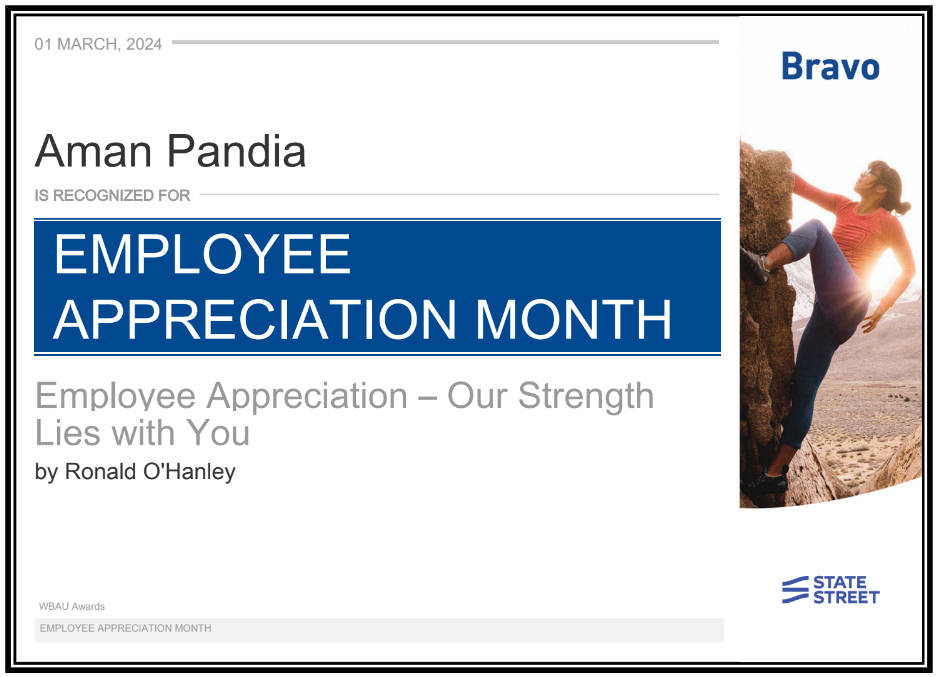 01 MARCH, 2024
Bravo
Aman Pandia
IS RECOGNIZED FOR
EMPLOYEE
APPRECIATION MONTH
Employee Appreciation – Our Strength
Lies with You
by Ronald O'Hanley
STATE
STREET
WBAU Awards
EMPLOYEE APPRECIATION MONTH